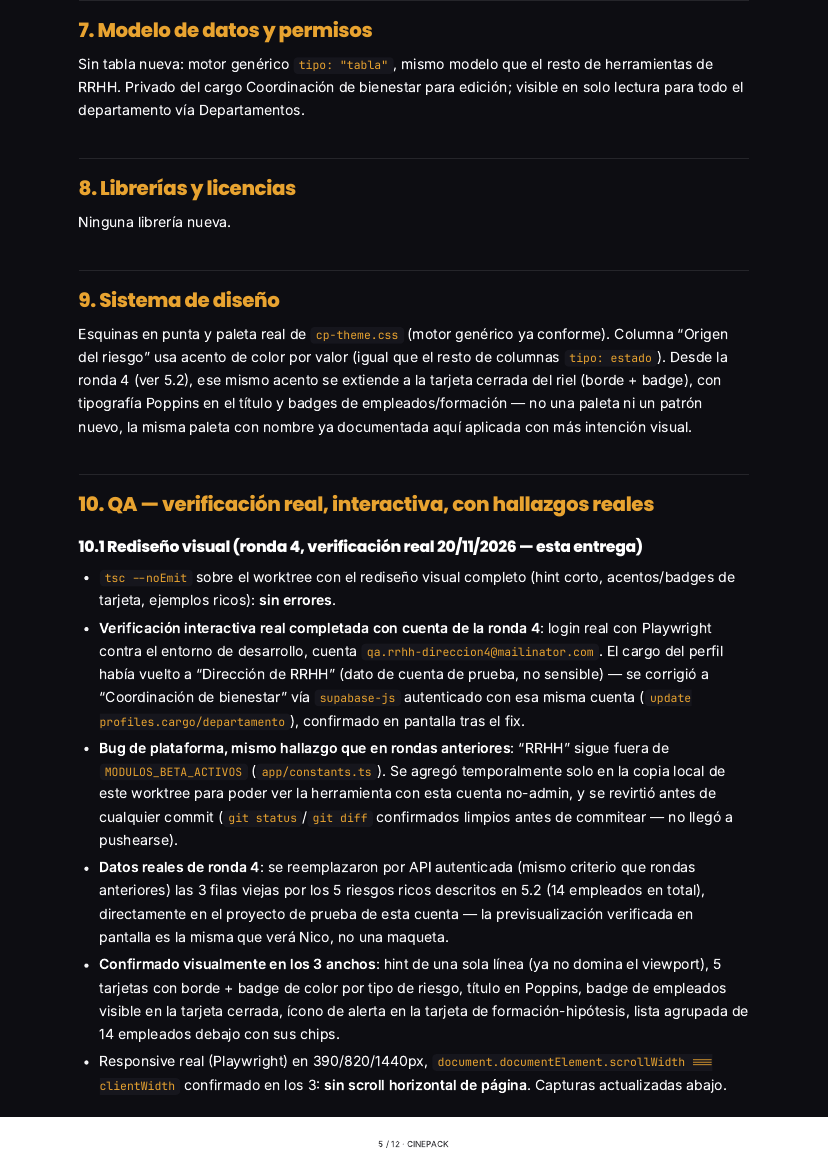 7. Modelo de datos y permisos
Sin tabla nueva: motor genérico tipo: "tabla", mismo modelo que el resto de herramientas de
RRHH. Privado del cargo Coordinación de bienestar para edición; visible en solo lectura para todo el
departamento vía Departamentos.
8. Librerías y licencias
Ninguna librería nueva.
9. Sistema de diseño
Esquinas en punta y paleta real de cp-theme.css (motor genérico ya conforme). Columna “Origen
del riesgo” usa acento de color por valor (igual que el resto de columnas tipo: estado). Desde la
ronda 4 (ver 5.2), ese mismo acento se extiende a la tarjeta cerrada del riel (borde + badge), con
tipografía Poppins en el título y badges de empleados/formación — no una paleta ni un patrón
nuevo, la misma paleta con nombre ya documentada aquí aplicada con más intención visual.
10. QA — verificación real, interactiva, con hallazgos reales
10.1 Rediseño visual (ronda 4, verificación real 20/11/2026 — esta entrega)
• tsc --noEmit sobre el worktree con el rediseño visual completo (hint corto, acentos/badges de
tarjeta, ejemplos ricos): sin errores.
• Verificación interactiva real completada con cuenta de la ronda 4: login real con Playwright
contra el entorno de desarrollo, cuenta qa.rrhh-direccion4@mailinator.com. El cargo del perfil
había vuelto a “Dirección de RRHH” (dato de cuenta de prueba, no sensible) — se corrigió a
“Coordinación de bienestar” vía supabase-js autenticado con esa misma cuenta (update
profiles.cargo/departamento), confirmado en pantalla tras el fix.
• Bug de plataforma, mismo hallazgo que en rondas anteriores: “RRHH” sigue fuera de
MODULOS_BETA_ACTIVOS (app/constants.ts). Se agregó temporalmente solo en la copia local de
este worktree para poder ver la herramienta con esta cuenta no-admin, y se revirtió antes de
cualquier commit (git status / git diff confirmados limpios antes de commitear — no llegó a
pushearse).
• Datos reales de ronda 4: se reemplazaron por API autenticada (mismo criterio que rondas
anteriores) las 3 filas viejas por los 5 riesgos ricos descritos en 5.2 (14 empleados en total),
directamente en el proyecto de prueba de esta cuenta — la previsualización verificada en
pantalla es la misma que verá Nico, no una maqueta.
• Confirmado visualmente en los 3 anchos: hint de una sola línea (ya no domina el viewport), 5
tarjetas con borde + badge de color por tipo de riesgo, título en Poppins, badge de empleados
visible en la tarjeta cerrada, ícono de alerta en la tarjeta de formación-hipótesis, lista agrupada de
14 empleados debajo con sus chips.
• Responsive real (Playwright) en 390/820/1440px, document.documentElement.scrollWidth ===
clientWidth confirmado en los 3: sin scroll horizontal de página. Capturas actualizadas abajo.
5 / 12 · CINEPACK